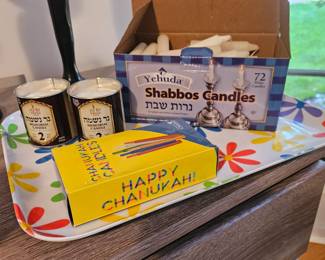 Yehuda
Shabbos Candles
נרות שבת
72
נר נשמה
2
נר נשמה
CHANUKAH
CANDLES
HAPPY
CHANUKAH!